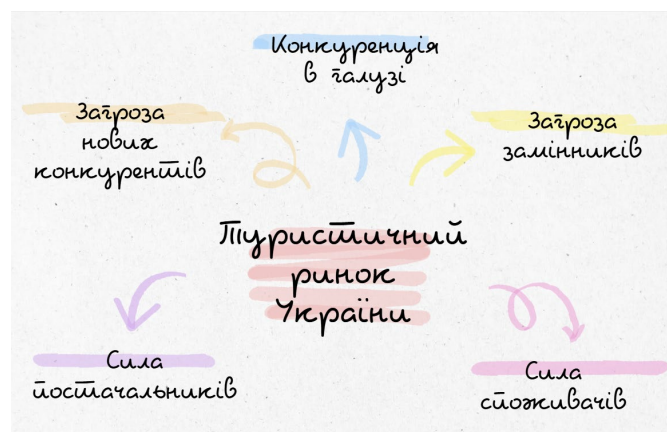 Конкуренція
в галузі
Загроза
нових
конкурентів
Загроза
замінників
Туристичний
ринок
України
Сила
постачальників
Сила
споживачів